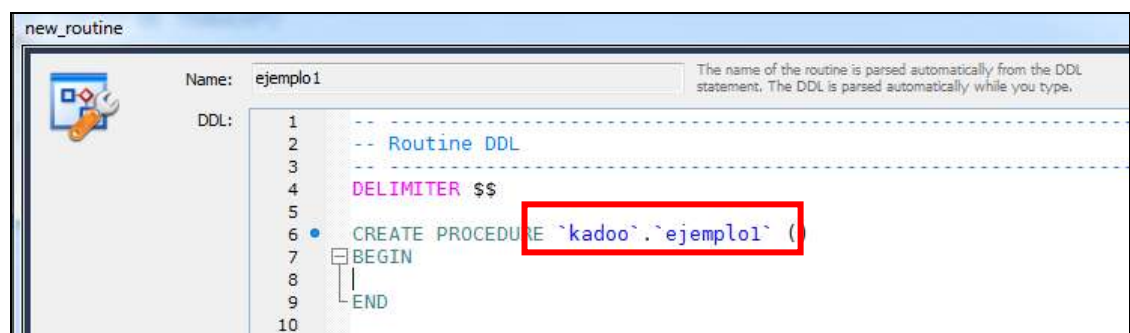 new_routine
Name: ejemplo1
The name of the routine is parsed automatically from the DDL
statement. The DDL is parsed automatically while you type.
DDL:
1 -- ----------------------------------------------------------------
2 -- Routine DDL
3 -- ----------------------------------------------------------------
4 DELIMITER $$
5
6 CREATE PROCEDURE `kadoo`.`ejemplo1` ()
7 BEGIN
8
9 END
10